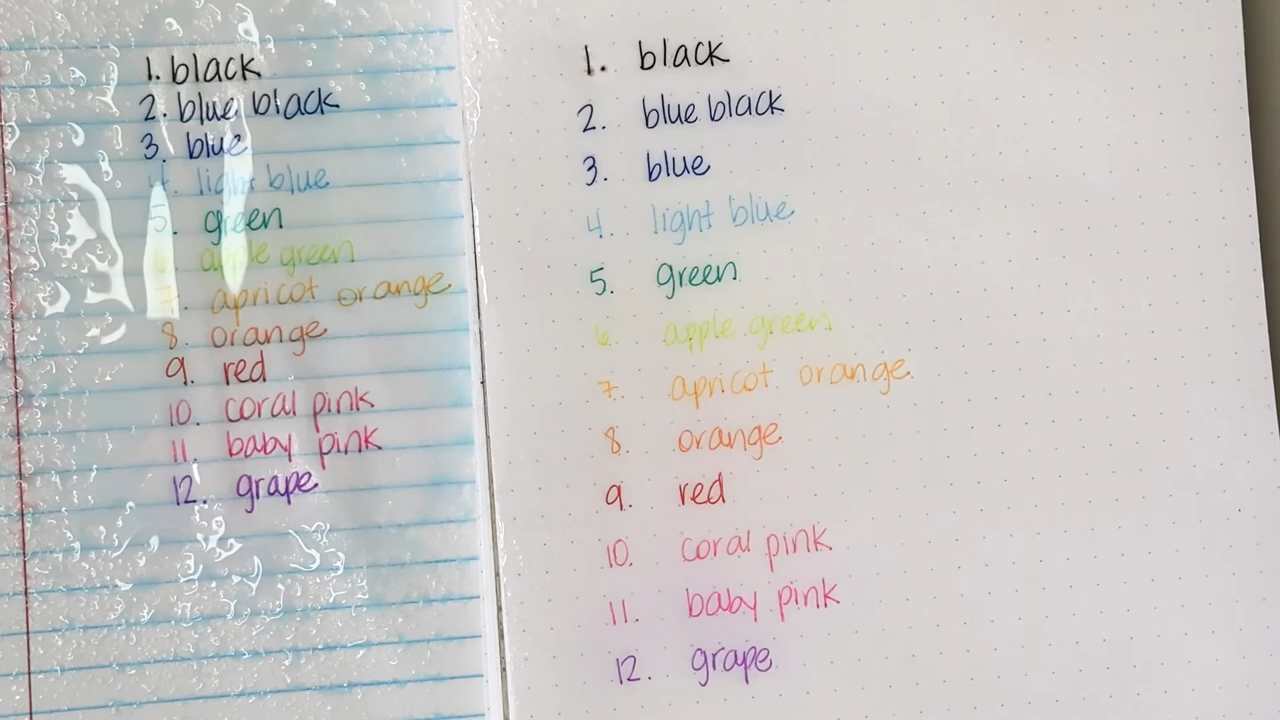 1. black
2. blue black
3. blue
4. light blue
5. green
apple green
7. apricot orange
8. orange
9. red
10. coral pink
11. baby pink
12. grape
1. black
2. blue black
3. blue
4. light blue
5. green
6. apple green
7. apricot orange
8. orange
9. red
10. coral pink
11. baby pink
12. grape